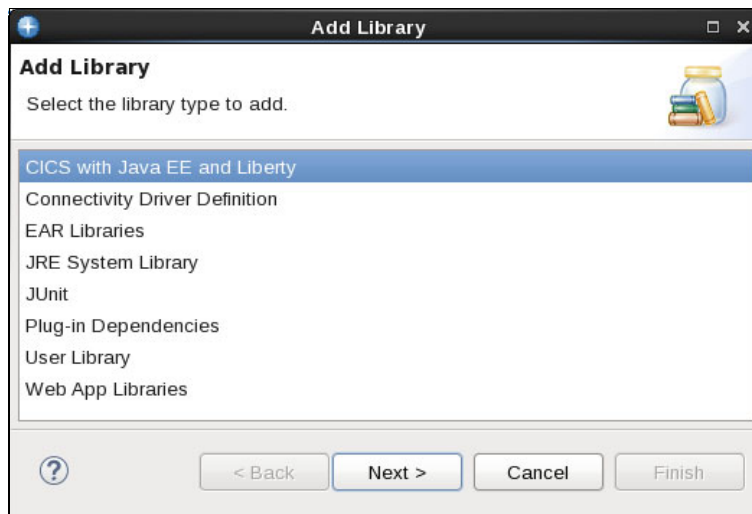 Add Library
Add Library
Select the library type to add.
CICS with Java EE and Liberty
Connectivity Driver Definition
EAR Libraries
JRE System Library
JUnit
Plug-in Dependencies
User Library
Web App Libraries
? < Back Next > Cancel Finish